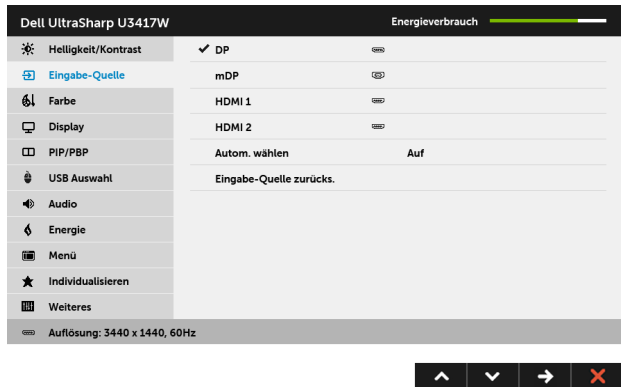 Dell UltraSharp U3417W Energieverbrauch
Helligkeit/Kontrast
Eingabe-Quelle
Farbe
Display
PIP/PBP
USB Auswahl
Audio
Energie
Menü
Individualisieren
Weiteres
DP
mDP
HDMI 1
HDMI 2
Autom. wählen Auf
Eingabe-Quelle zurücks.
Auflösung: 3440 x 1440, 60Hz